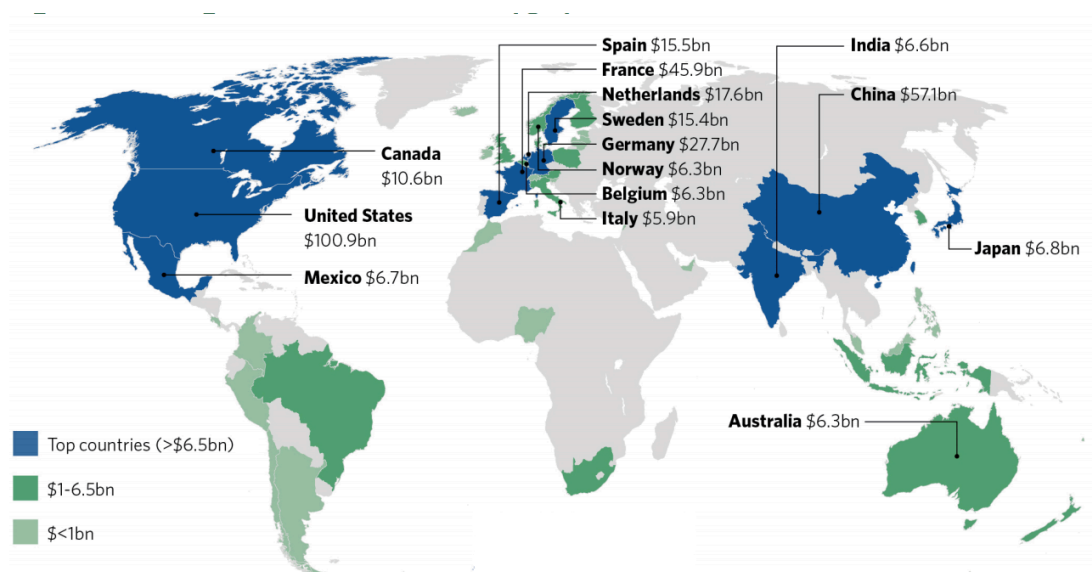 Spain $15.5bn
France $45.9bn
Netherlands $17.6bn
Sweden $15.4bn
Germany $27.7bn
Norway $6.3bn
Belgium $6.3bn
Italy $5.9bn
India $6.6bn
China $57.1bn
Canada
$10.6bn
United States
$100.9bn
Mexico $6.7bn
Japan $6.8bn
Australia $6.3bn
Top countries (>$6.5bn)
$1-6.5bn
$<1bn